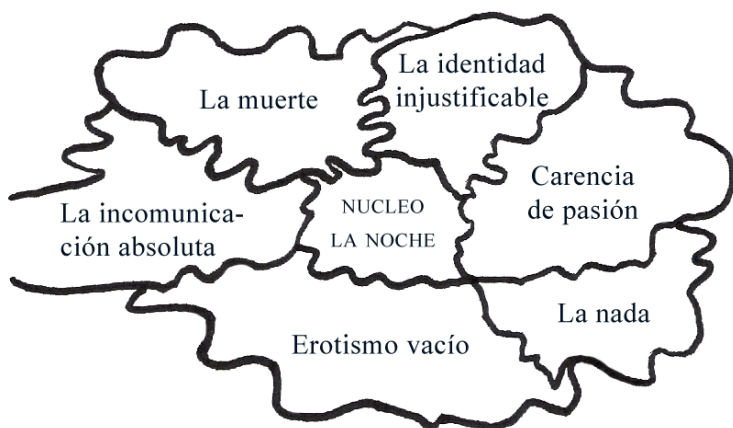 La muerte
La identidad
injustificable
Carencia
de pasión
La incomunica-
ción absoluta
NUCLEO
LA NOCHE
La nada
Erotismo vacío